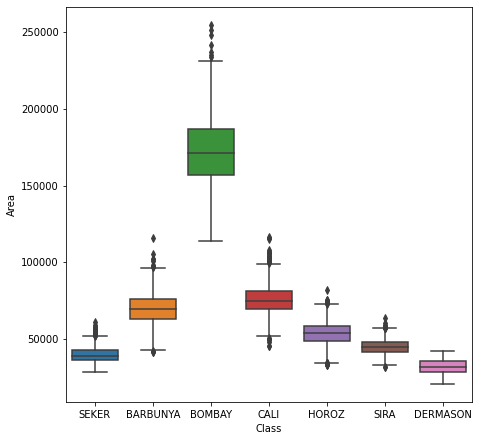 250000
200000
150000
100000
50000
Area
SEKER BARBUNYA BOMBAY CALI HOROZ SIRA DERMASON
Class